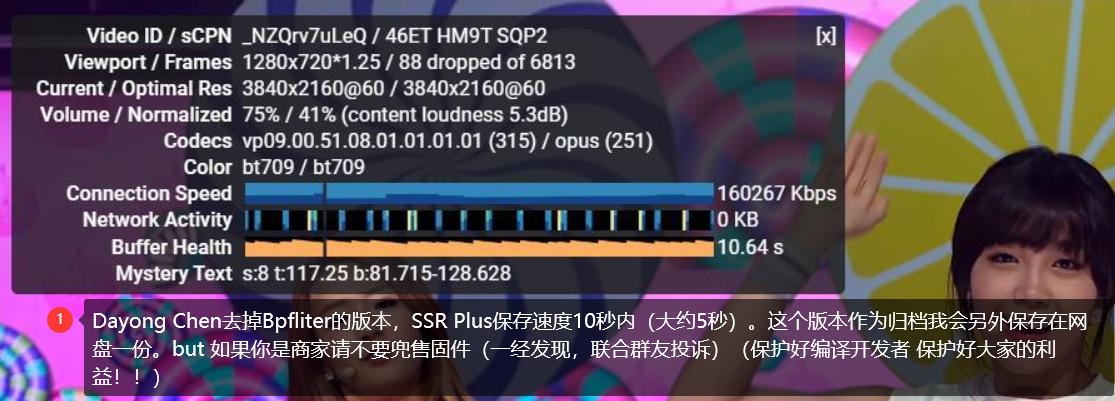 Video ID / sCPN _NZQrv7uLeQ / 46ET HM9T SQP2 [x]
Viewport / Frames 1280x720*1.25 / 88 dropped of 6813
Current / Optimal Res 3840x2160@60 / 3840x2160@60
Volume / Normalized 75% / 41% (content loudness 5.3dB)
Codecs vp09.00.51.08.01.01.01.01 (315) / opus (251)
Color bt709 / bt709
Connection Speed 160267 Kbps
Network Activity 0 KB
Buffer Health 10.64 s
Mystery Text s:8 t:117.25 b:81.715-128.628
1 Dayong Chen去掉Bpfliter的版本，SSR Plus保存速度10秒内（大约5秒）。这个版本作为归档我会另外保存在网
盘一份。but 如果你是商家请不要兜售固件（一经发现，联合群友投诉）（保护好编译开发者 保护好大家的利
益！！）